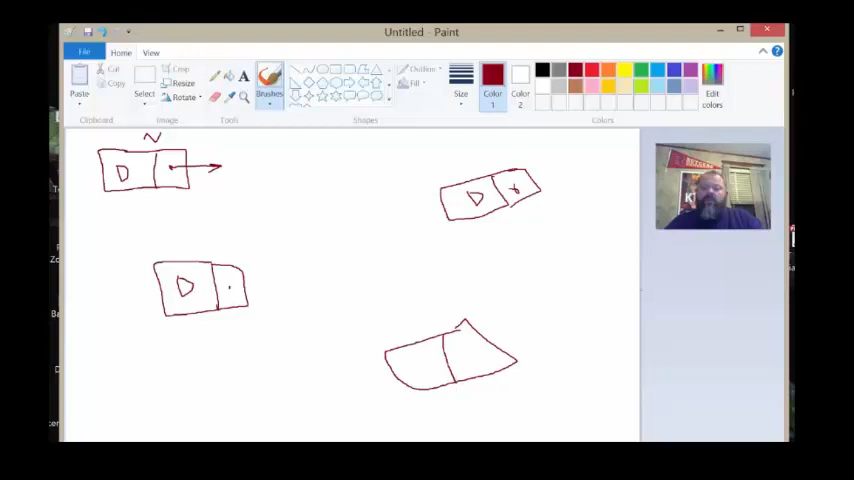 Untitled - Paint
File
Home
View
Paste
Cut
Copy
Clipboard
Select
Crop
Resize
Rotate
Image
Tools
Brushes
Shapes
Outline
Fill
Size
Color
1
Color
2
Edit
colors
Colors
N
D
D
D